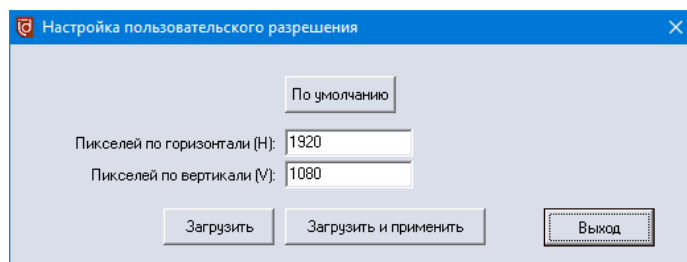 Настройка пользовательского разрешения
По умолчанию
Пикселей по горизонтали (H): 1920
Пикселей по вертикали (V): 1080
Загрузить Загрузить и применить Выход